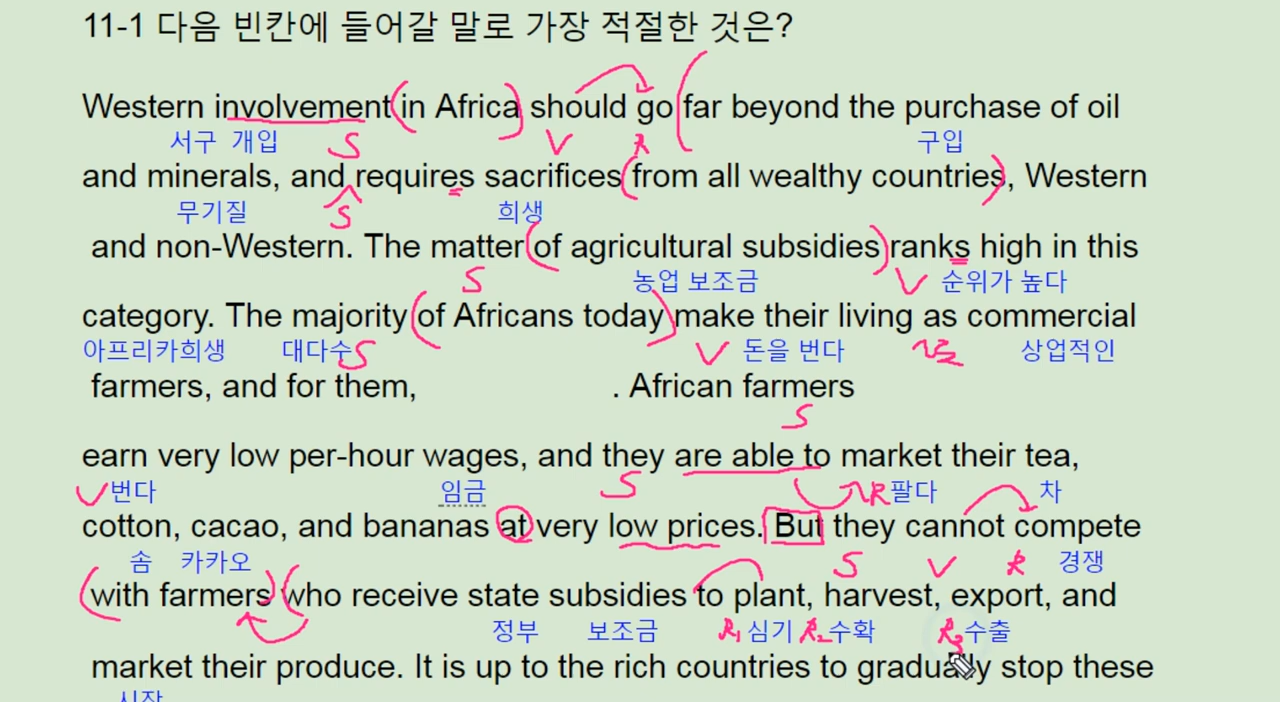 11-1 다음 빈칸에 들어갈 말로 가장 적절한 것은?
Western involvement (in Africa) should go (far beyond the purchase of oil
서구 개입 S V R 구입
and minerals, and requires sacrifices (from all wealthy countries), Western
무기질 S 희생
and non-Western. The matter (of agricultural subsidies) ranks high in this
S 농업 보조금 V 순위가 높다
category. The majority (of Africans today) make their living as commercial
아프리카희생 대다수 S V 돈을 번다 상업적인
farmers, and for them, . African farmers
S
earn very low per-hour wages, and they are able to market their tea,
V 번다 임금 S R 팔다 차
cotton, cacao, and bananas at very low prices. But they cannot compete
솜 카카오 S V R 경쟁
(with farmers) (who receive state subsidies to plant, harvest, export, and
정부 보조금 R1 심기 R2 수확 R3 수출
market their produce. It is up to the rich countries to gradually stop these
시장